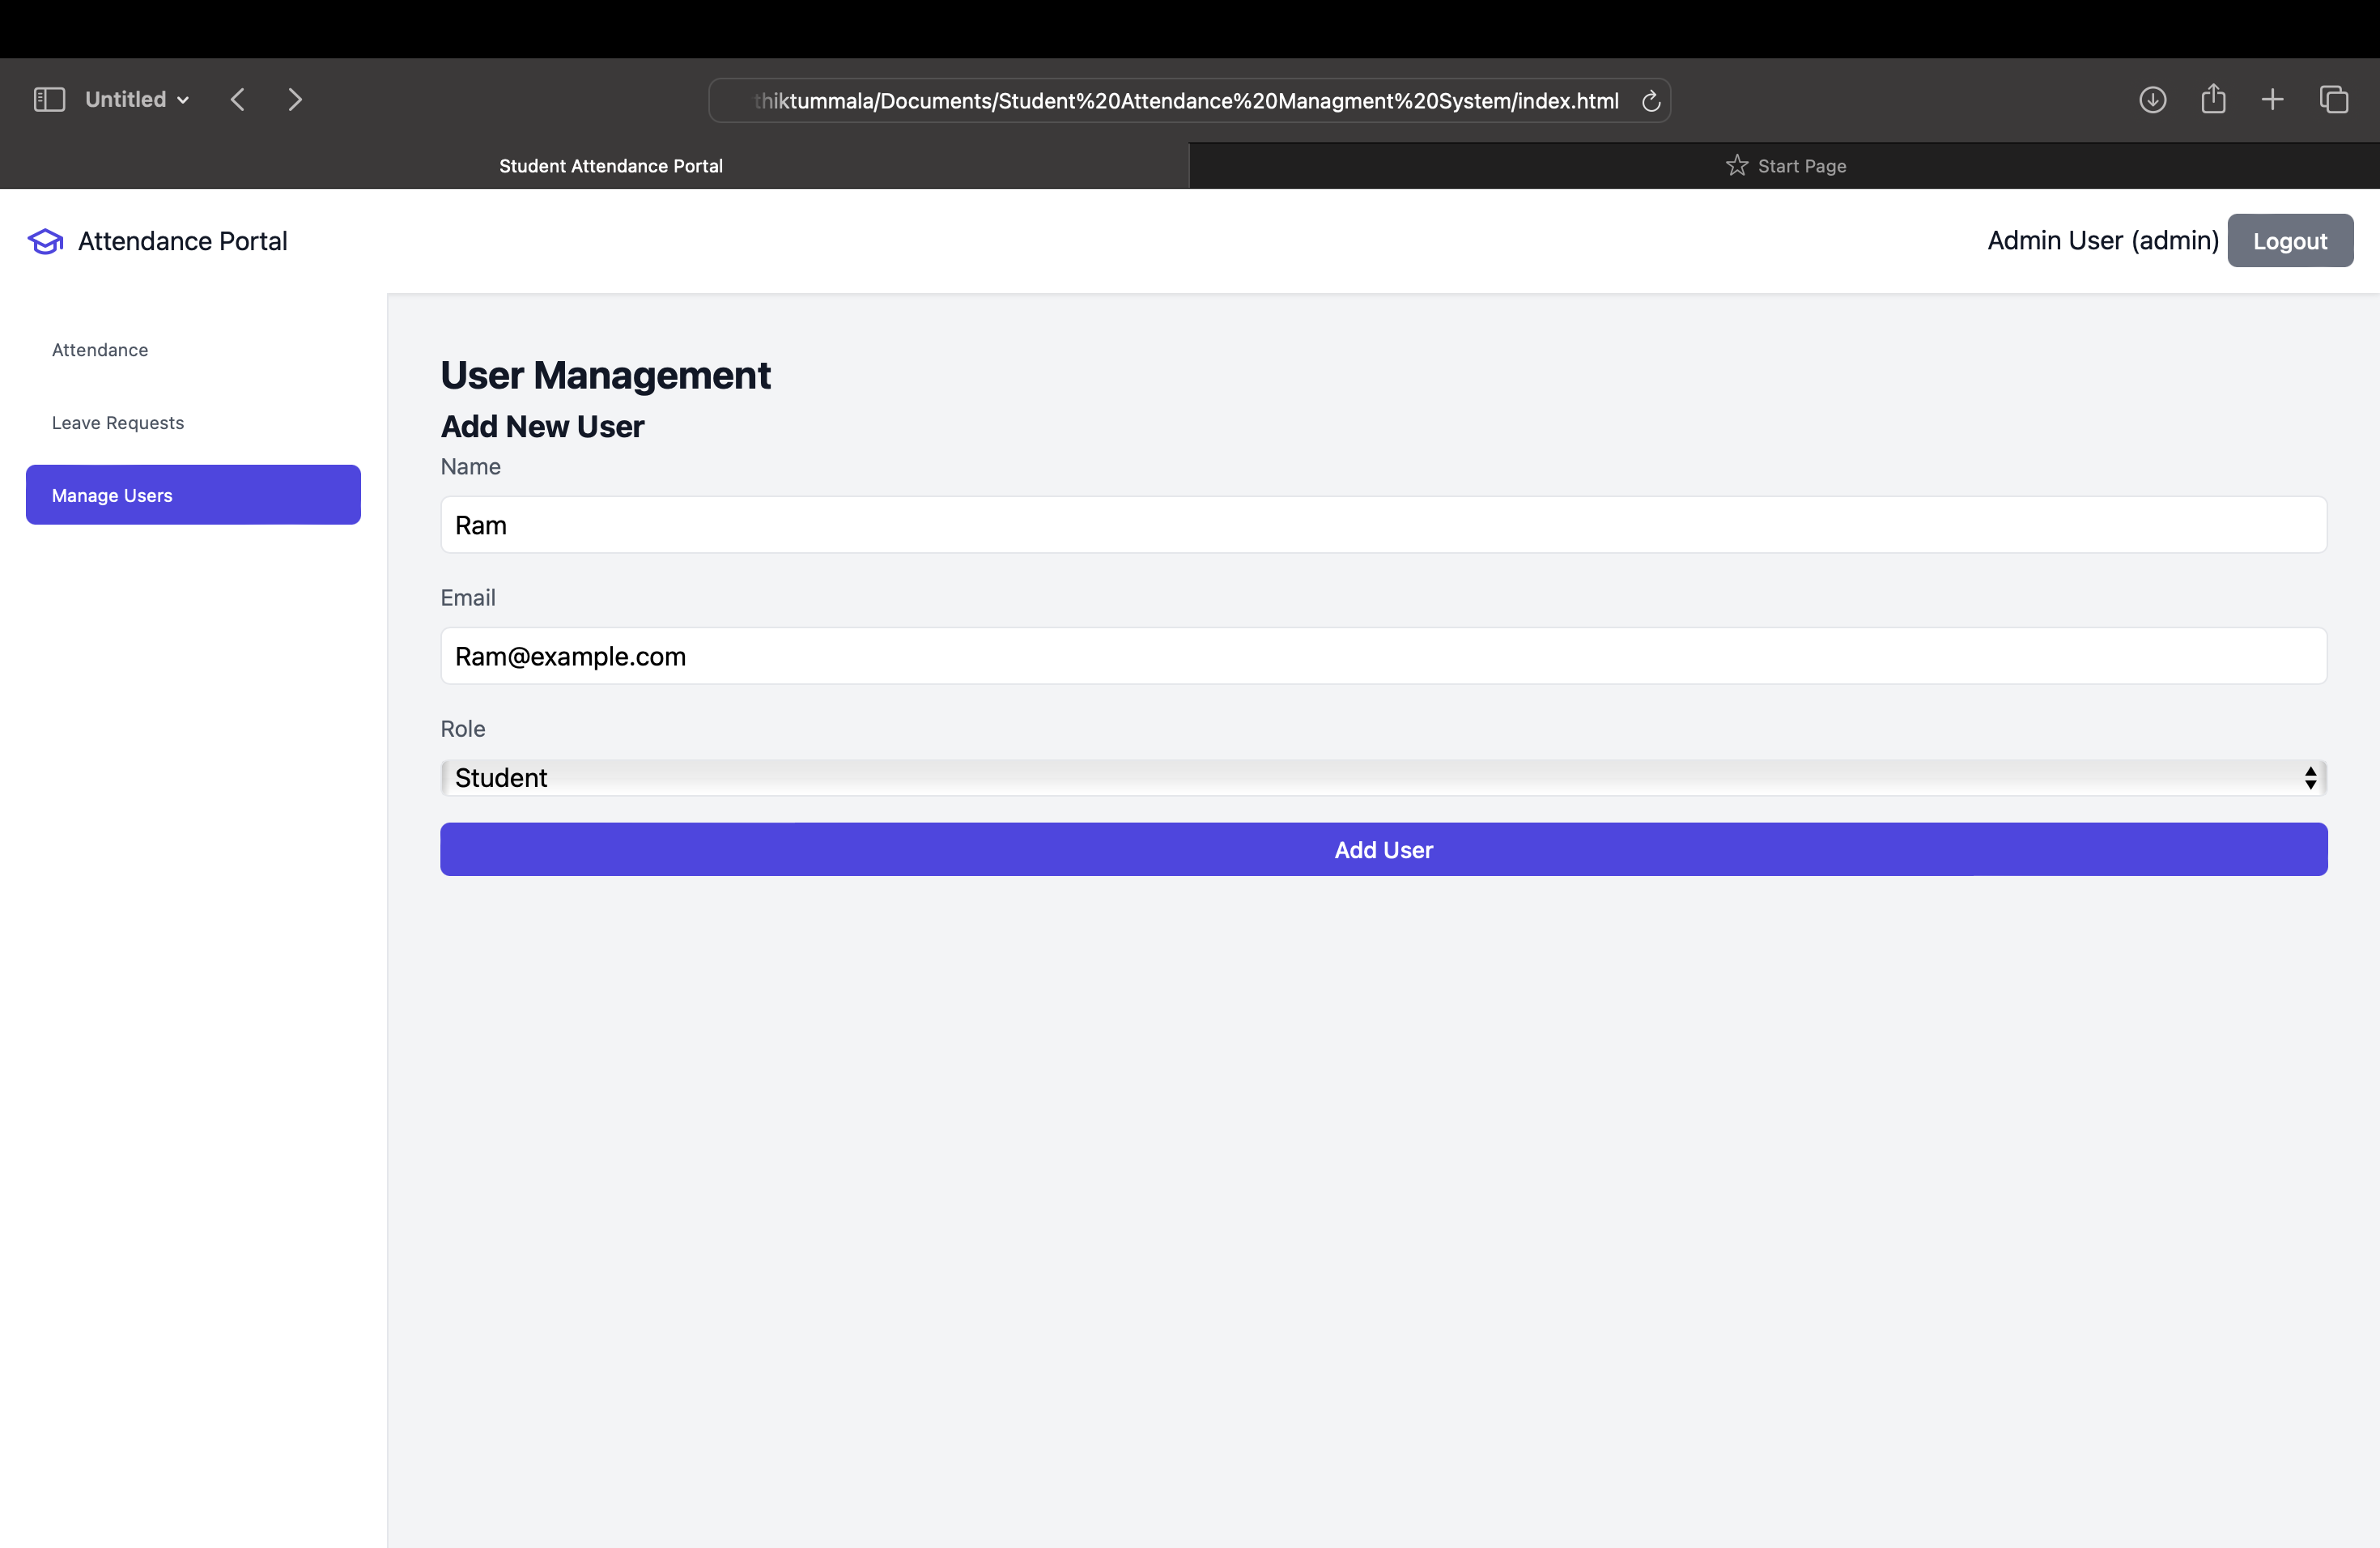 Untitled
thiktummala/Documents/Student%20Attendance%20Managment%20System/index.html
Student Attendance Portal
Start Page
Attendance Portal
Admin User (admin)
Logout
Attendance
Leave Requests
Manage Users
User Management
Add New User
Name
Ram
Email
Ram@example.com
Role
Student
Add User